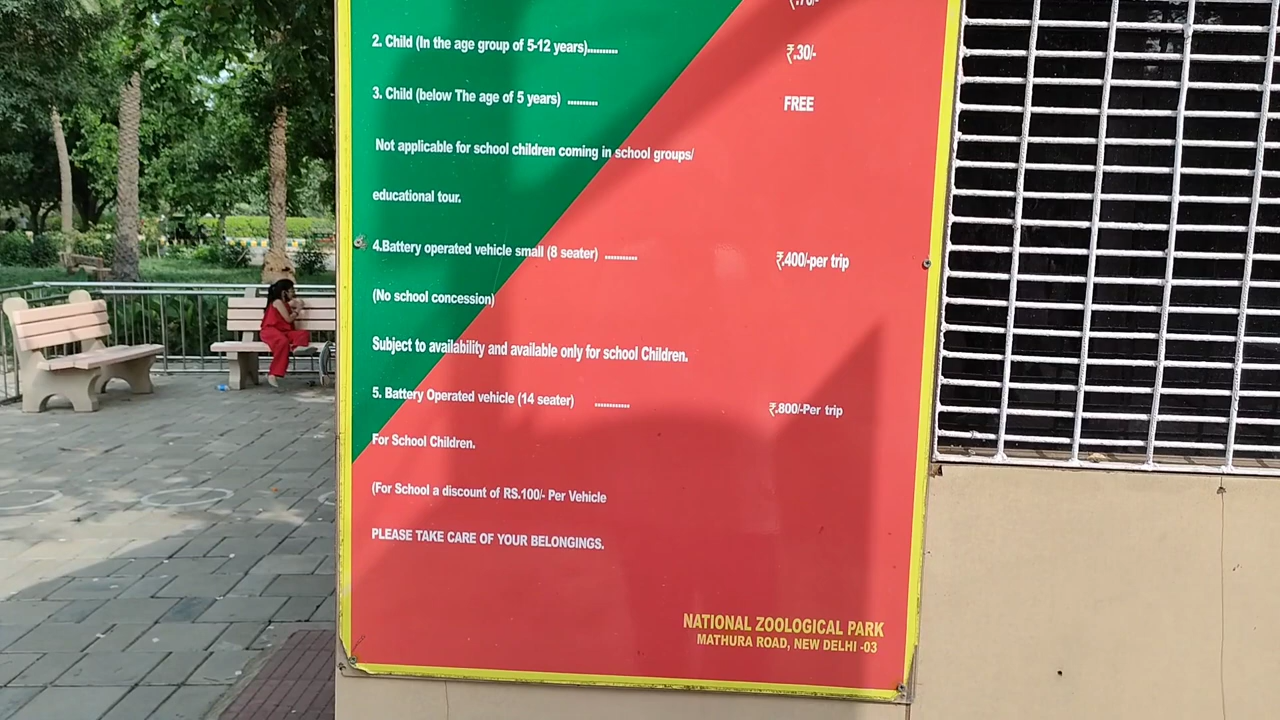 2. Child (In the age group of 5-12 years).......... ₹.30/-
3. Child (below The age of 5 years) .......... FREE
Not applicable for school children coming in school groups/
educational tour.
4.Battery operated vehicle small (8 seater) ........... ₹.400/-per trip
(No school concession)
Subject to availability and available only for school Children.
5. Battery Operated vehicle (14 seater) ............ ₹.800/-Per trip
For School Children.
(For School a discount of RS.100/- Per Vehicle
PLEASE TAKE CARE OF YOUR BELONGINGS.
NATIONAL ZOOLOGICAL PARK
MATHURA ROAD, NEW DELHI -03